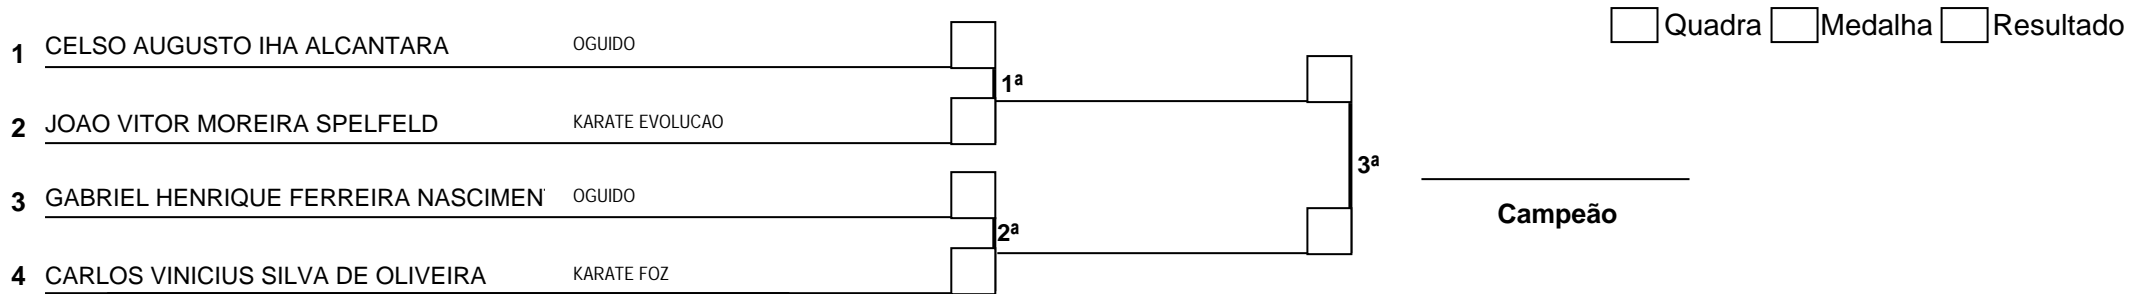 Quadra Medalha Resultado
1 CELSO AUGUSTO IHA ALCANTARA OGUIDO
1ª
2 JOAO VITOR MOREIRA SPELFELD KARATE EVOLUCAO
3ª
3 GABRIEL HENRIQUE FERREIRA NASCIMEN OGUIDO
Campeão
2ª
4 CARLOS VINICIUS SILVA DE OLIVEIRA KARATE FOZ